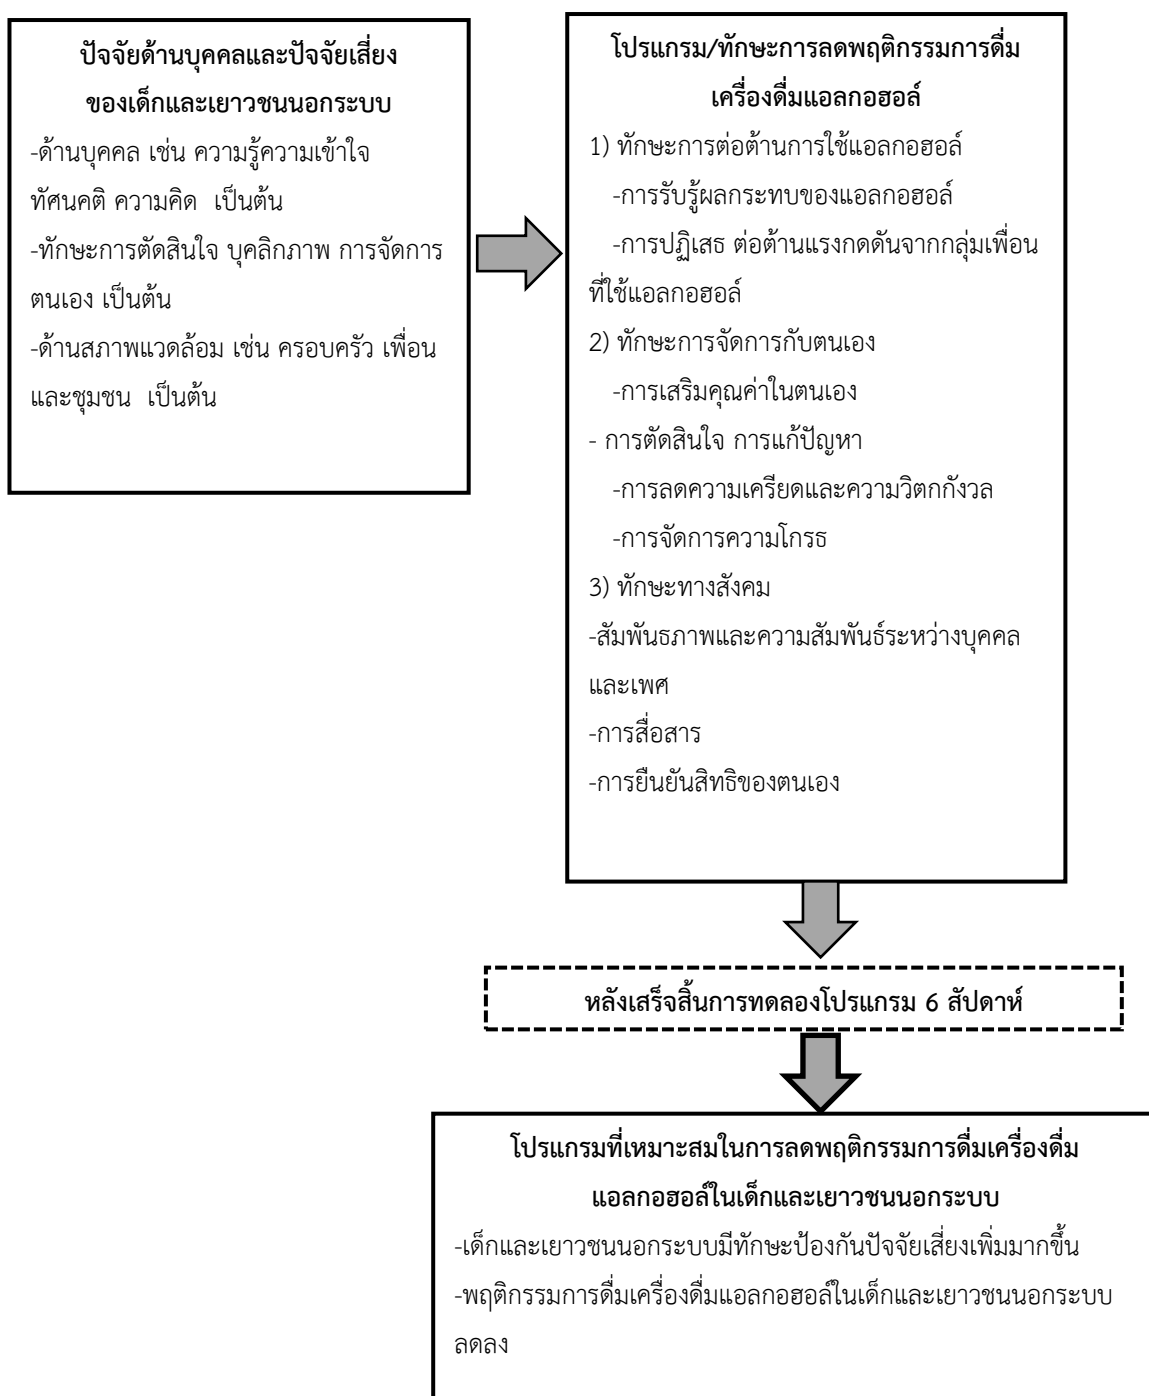 ปัจจัยด้านบุคคลและปัจจัยเสี่ยง
ของเด็กและเยาวชนนอกระบบ
-ด้านบุคคล เช่น ความรู้ความเข้าใจ
ทัศนคติ ความคิด เป็นต้น
-ทักษะการตัดสินใจ บุคลิกภาพ การจัดการ
ตนเอง เป็นต้น
-ด้านสภาพแวดล้อม เช่น ครอบครัว เพื่อน
และชุมชน เป็นต้น
โปรแกรม/ทักษะการลดพฤติกรรมการดื่ม
เครื่องดื่มแอลกอฮอล์
1) ทักษะการต่อต้านการใช้แอลกอฮอล์
-การรับรู้ผลกระทบของแอลกอฮอล์
-การปฏิเสธ ต่อต้านแรงกดดันจากกลุ่มเพื่อน
ที่ใช้แอลกอฮอล์
2) ทักษะการจัดการกับตนเอง
-การเสริมคุณค่าในตนเอง
- การตัดสินใจ การแก้ปัญหา
-การลดความเครียดและความวิตกกังวล
-การจัดการความโกรธ
3) ทักษะทางสังคม
-สัมพันธภาพและความสัมพันธ์ระหว่างบุคคล
และเพศ
-การสื่อสาร
-การยืนยันสิทธิของตนเอง
หลังเสร็จสิ้นการทดลองโปรแกรม 6 สัปดาห์
โปรแกรมที่เหมาะสมในการลดพฤติกรรมการดื่มเครื่องดื่ม
แอลกอฮอล์ในเด็กและเยาวชนนอกระบบ
-เด็กและเยาวชนนอกระบบมีทักษะป้องกันปัจจัยเสี่ยงเพิ่มมากขึ้น
-พฤติกรรมการดื่มเครื่องดื่มแอลกอฮอล์ในเด็กและเยาวชนนอกระบบ
ลดลง